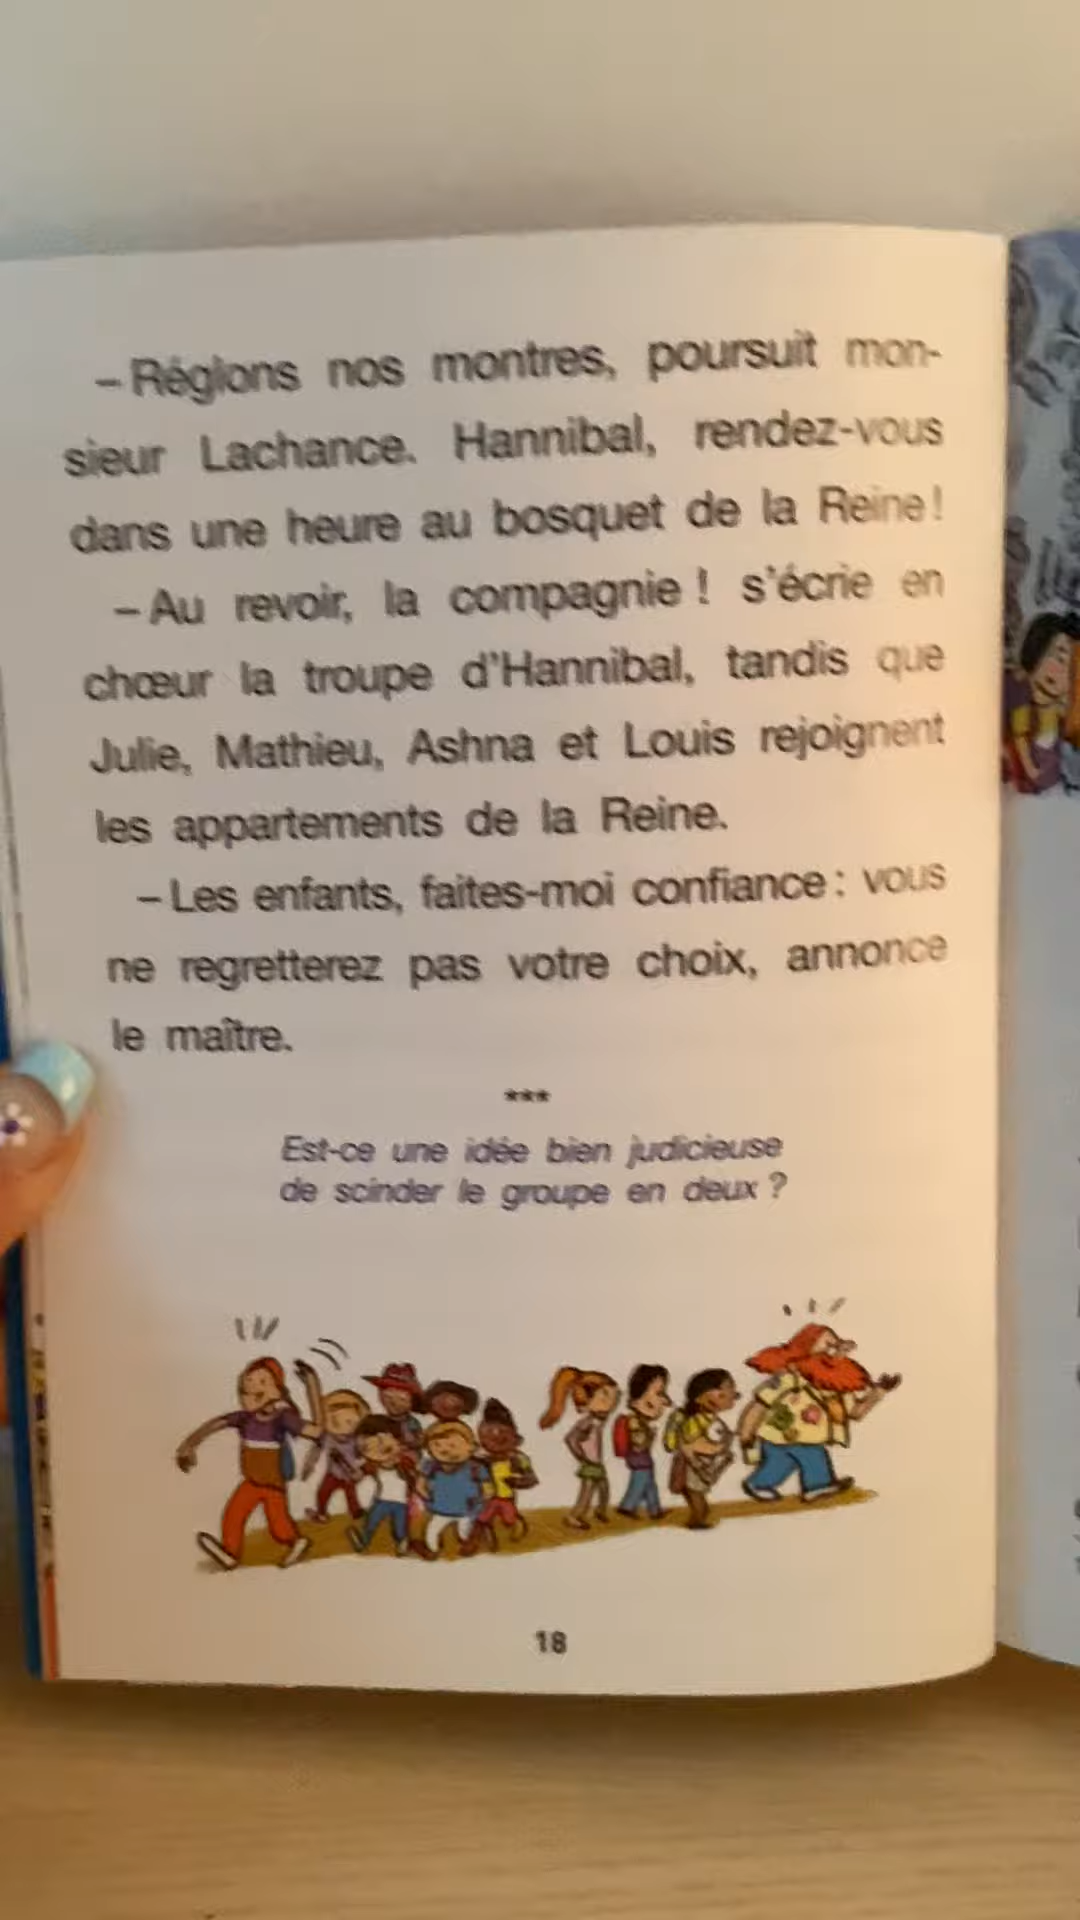 – Réglons nos montres, poursuit mon-
sieur Lachance. Hannibal, rendez-vous
dans une heure au bosquet de la Reine !
– Au revoir, la compagnie ! s'écrie en
chœur la troupe d'Hannibal, tandis que
Julie, Mathieu, Ashna et Louis rejoignent
les appartements de la Reine.
– Les enfants, faites-moi confiance : vous
ne regretterez pas votre choix, annonce
le maître.
***
Est-ce une idée bien judicieuse
de scinder le groupe en deux ?
18